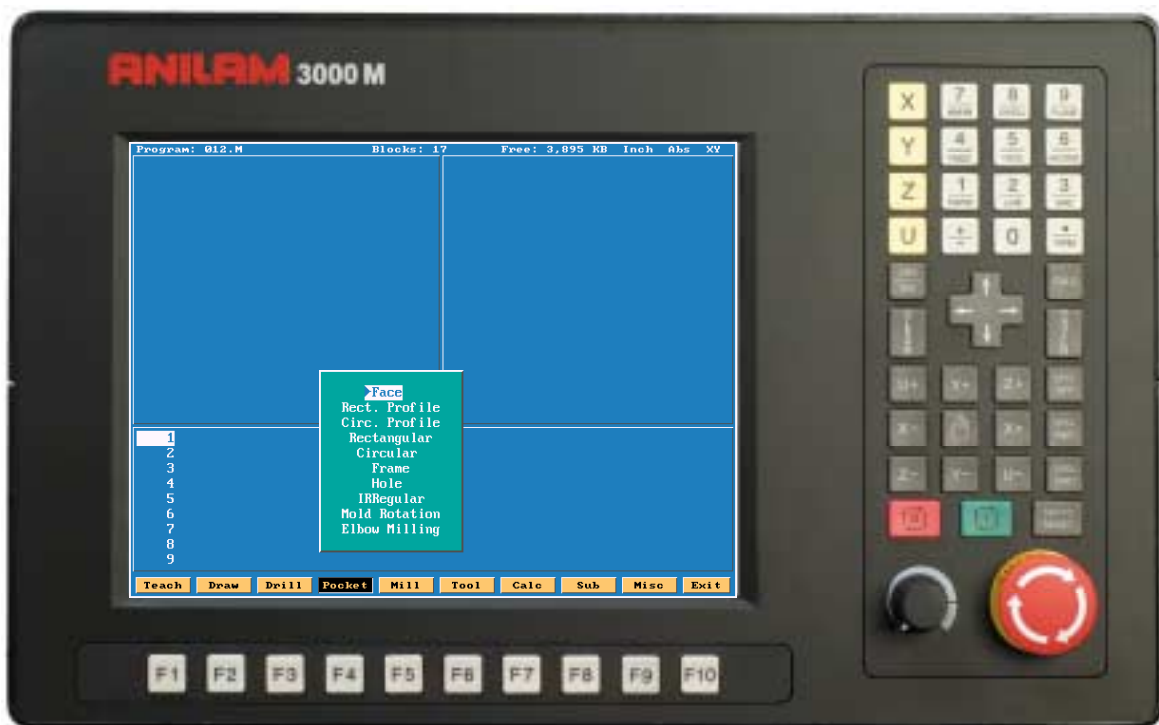 ANILAM 3000 M
Program: 012.M Blocks: 17 Free: 3,895 KB Inch Abs XY
Face
Rect. Profile
Circ. Profile
Rectangular
Circular
Frame
Hole
IRRegular
Mold Rotation
Elbow Milling
1
2
3
4
5
6
7
8
9
Teach Draw Drill Pocket Mill Tool Calc Sub Misc Exit
F1 F2 F3 F4 F5 F6 F7 F8 F9 F10
X 7 8 9
Y 4 5 6
Z 1 2 3
U 0
U+ Y+ Z+
X- X+
Z- Y- U-